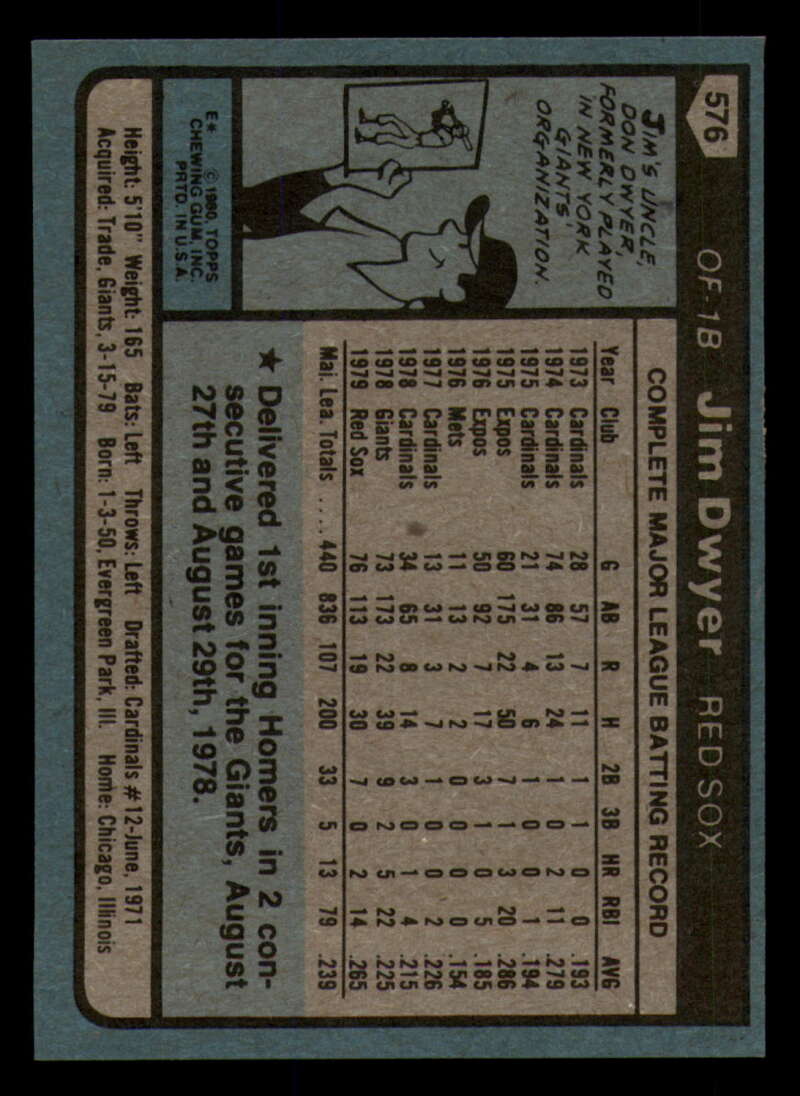 576
OF-1B Jim Dwyer RED SOX
JIM'S UNCLE,
DON DWYER,
FORMERLY PLAYED
IN NEW YORK
GIANTS'
ORGANIZATION.
E* © 1980, TOPPS
CHEWING GUM, INC.
PRTD. IN U.S.A.
COMPLETE MAJOR LEAGUE BATTING RECORD
Year Club G AB R H 2B 3B HR RBI AVG
1973 Cardinals 28 57 7 11 1 1 0 0 .193
1974 Cardinals 74 86 13 24 1 0 2 11 .279
1975 Cardinals 21 31 4 6 1 0 0 1 .194
1975 Expos 60 175 22 50 7 1 3 20 .286
1976 Expos 50 92 7 17 3 1 0 5 .185
1976 Mets 11 13 2 2 0 0 0 0 .154
1977 Cardinals 13 31 3 7 1 0 0 2 .226
1978 Cardinals 34 65 8 14 3 0 1 4 .215
1978 Giants 73 173 22 39 9 2 5 22 .225
1979 Red Sox 76 113 19 30 7 0 2 14 .265
Maj. Lea. Totals .... 440 836 107 200 33 5 13 79 .239
★ Delivered 1st inning Homers in 2 con-
secutive games for the Giants, August
27th and August 29th, 1978.
Height: 5'10" Weight: 165 Bats: Left Throws: Left Drafted: Cardinals #12-June, 1971
Acquired: Trade, Giants, 3-15-79 Born: 1-3-50, Evergreen Park, Ill. Home: Chicago, Illinois